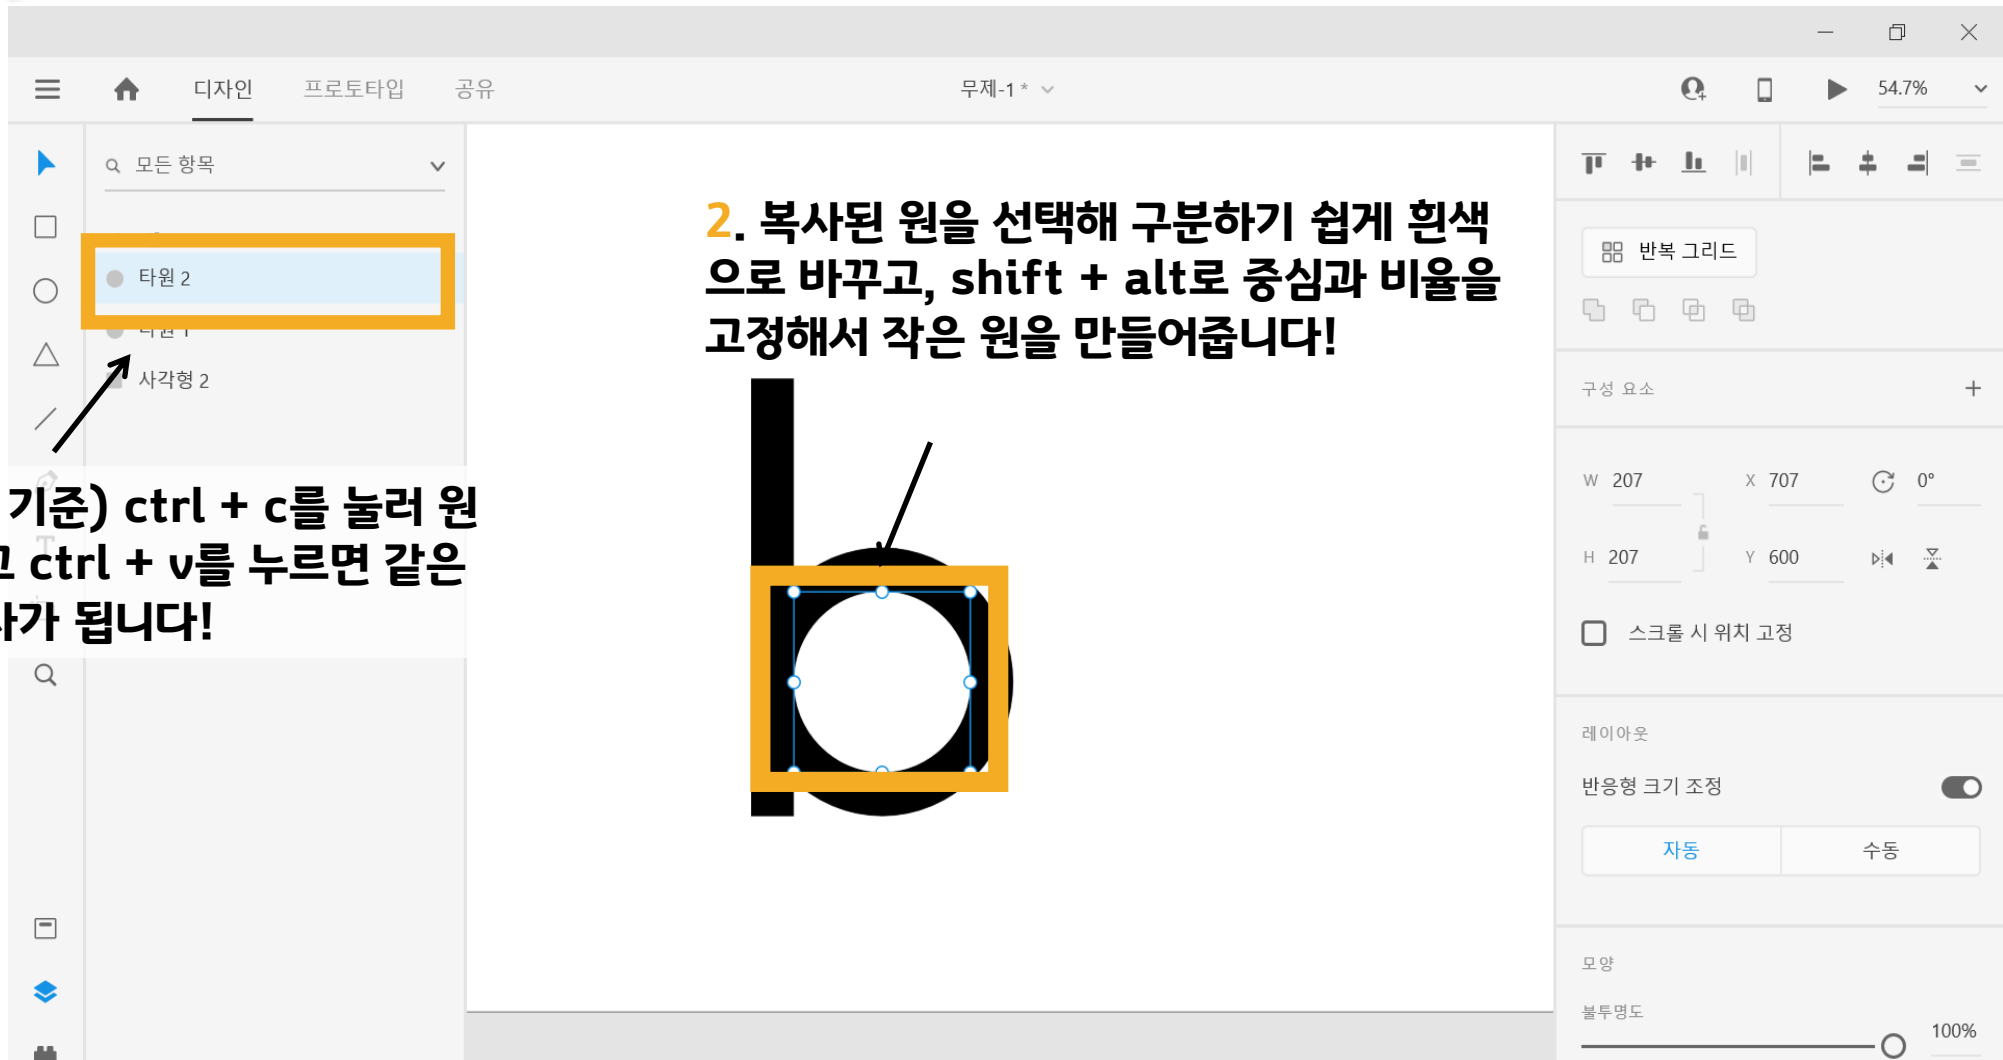 디자인
프로토타입
공유
무제-1 *
54.7%
모든 항목
타원 2
타원 1
사각형 2
기준) ctrl + c를 눌러 원
고 ctrl + v를 누르면 같은
사가 됩니다!
2. 복사된 원을 선택해 구분하기 쉽게 흰색
으로 바꾸고, shift + alt로 중심과 비율을
고정해서 작은 원을 만들어줍니다!
반복 그리드
구성 요소
W 207
X 707
0°
H 207
Y 600
스크롤 시 위치 고정
레이아웃
반응형 크기 조정
자동
수동
모양
불투명도
100%